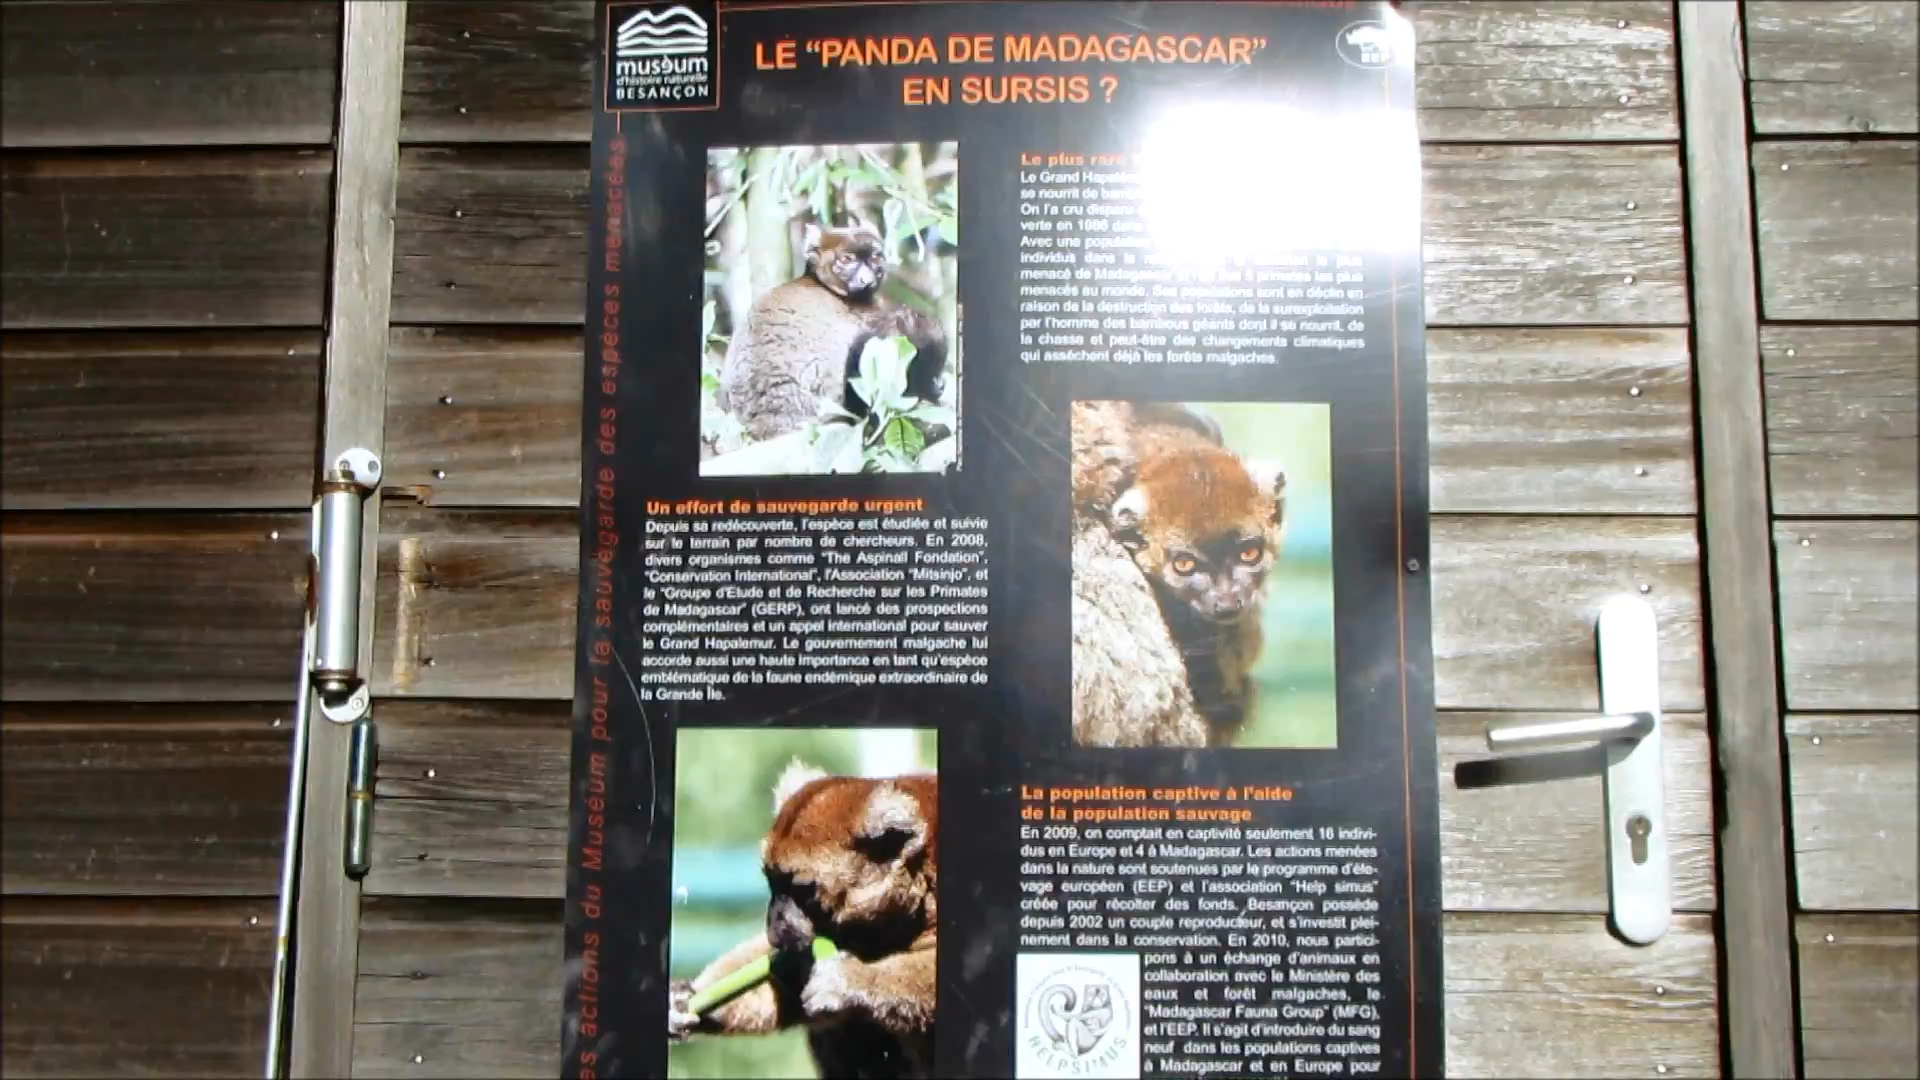 muséum
d'histoire naturelle
BESANÇON
LE “PANDA DE MADAGASCAR”
EN SURSIS ?
es actions du Muséum pour la sauvegarde des espèces menacées
Le plus rare
Le Grand
se nourrit de
On l'a cru disparu
verte en 1986 dans
Avec une population
individus dans la le plus
menacé de Madagascar 5 primates les plus
menacés au monde. Ses populations sont en déclin en
raison de la destruction des forêts, de la surexploitation
par l'homme des bambous géants dont il se nourrit, de
la chasse et peut-être des changements climatiques
qui assèchent déjà les forêts malgaches.
Un effort de sauvegarde urgent
Depuis sa redécouverte, l'espèce est étudiée et suivie
sur le terrain par nombre de chercheurs. En 2008,
divers organismes comme “The Aspinall Fondation”,
“Conservation International”, l'Association “Mitsinjo”, et
le “Groupe d'Etude et de Recherche sur les Primates
de Madagascar” (GERP), ont lancé des prospections
complémentaires et un appel international pour sauver
le Grand Hapalemur. Le gouvernement malgache lui
accorde aussi une haute importance en tant qu'espèce
emblématique de la faune endémique extraordinaire de
la Grande Île.
La population captive à l'aide
de la population sauvage
En 2009, on comptait en captivité seulement 16 indivi-
dus en Europe et 4 à Madagascar. Les actions menées
dans la nature sont soutenues par le programme d'éle-
vage européen (EEP) et l'association “Help simus”
créée pour récolter des fonds. Besançon possède
depuis 2002 un couple reproducteur, et s'investit plei-
nement dans la conservation. En 2010, nous partici-
pons à un échange d'animaux en
collaboration avec le Ministère des
eaux et forêt malgaches, le
“Madagascar Fauna Group” (MFG),
et l'EEP. Il s'agit d'introduire du sang
neuf dans les populations captives
à Madagascar et en Europe pour
HELPSIMUS